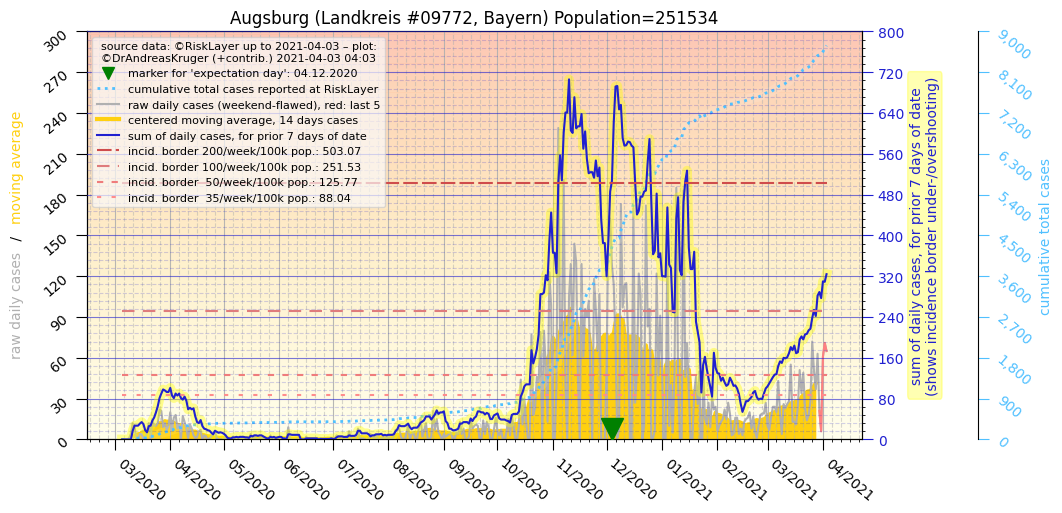 Augsburg (Landkreis #09772, Bayern) Population=251534
source data: ©RiskLayer up to 2021-04-03 – plot:
©DrAndreasKruger (+contrib.) 2021-04-03 04:03
marker for 'expectation day': 04.12.2020
cumulative total cases reported at RiskLayer
raw daily cases (weekend-flawed), red: last 5
centered moving average, 14 days cases
sum of daily cases, for prior 7 days of date
incid. border 200/week/100k pop.: 503.07
incid. border 100/week/100k pop.: 251.53
incid. border  50/week/100k pop.: 125.77
incid. border  35/week/100k pop.: 88.04
raw daily cases / moving average
300
270
240
210
180
150
120
90
60
30
0
03/2020
04/2020
05/2020
06/2020
07/2020
08/2020
09/2020
10/2020
11/2020
12/2020
01/2021
02/2021
03/2021
04/2021
800
720
640
560
480
400
320
240
160
80
0
sum of daily cases, for prior 7 days of date
(shows incidence border under-/overshooting)
9,000
8,100
7,200
6,300
5,400
4,500
3,600
2,700
1,800
900
0
cumulative total cases